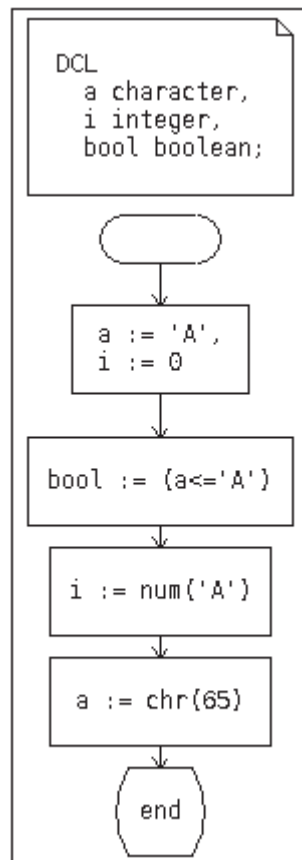 DCL
a character,
i integer,
bool boolean;
a := 'A',
i := 0
bool := (a<='A')
i := num('A')
a := chr(65)
end